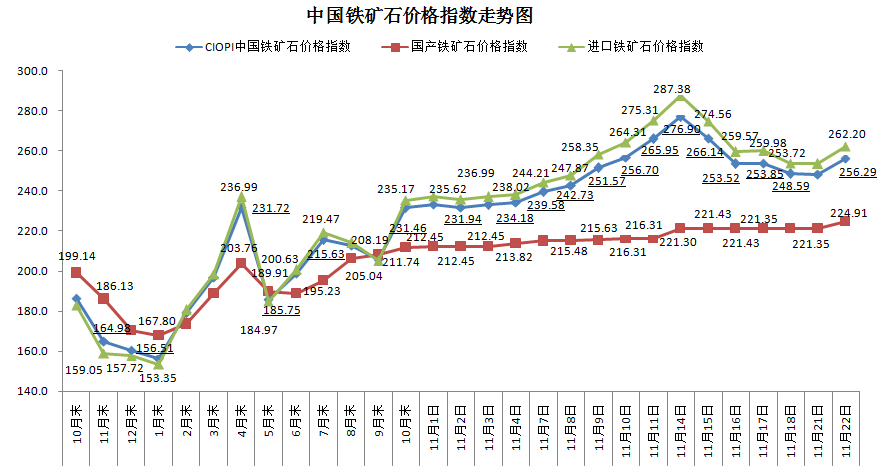 中国铁矿石价格指数走势图
CIOPI中国铁矿石价格指数
国产铁矿石价格指数
进口铁矿石价格指数
300.0
280.0
260.0
240.0
220.0
200.0
180.0
160.0
140.0
199.14
186.13
164.98
159.05
157.72
167.80
156.51
153.35
236.99
231.72
203.76
189.91
185.75
184.97
200.63
219.47
215.63
195.23
208.19
205.04
235.17
231.46
211.74
212.45
235.62
231.94
212.45
236.99
212.45
238.02
234.18
213.82
244.21
239.58
247.87
242.73
215.48
258.35
251.57
215.63
264.31
256.70
216.31
275.31
265.95
216.31
287.38
276.90
221.30
274.56
266.14
221.43
259.57
253.52
221.43
259.98
253.85
221.35
253.72
248.59
221.35
262.20
256.29
224.91
10月末
11月末
12月末
1月末
2月末
3月末
4月末
5月末
6月末
7月末
8月末
9月末
10月末
11月1日
11月2日
11月3日
11月4日
11月7日
11月8日
11月9日
11月10日
11月11日
11月14日
11月15日
11月16日
11月17日
11月18日
11月21日
11月22日